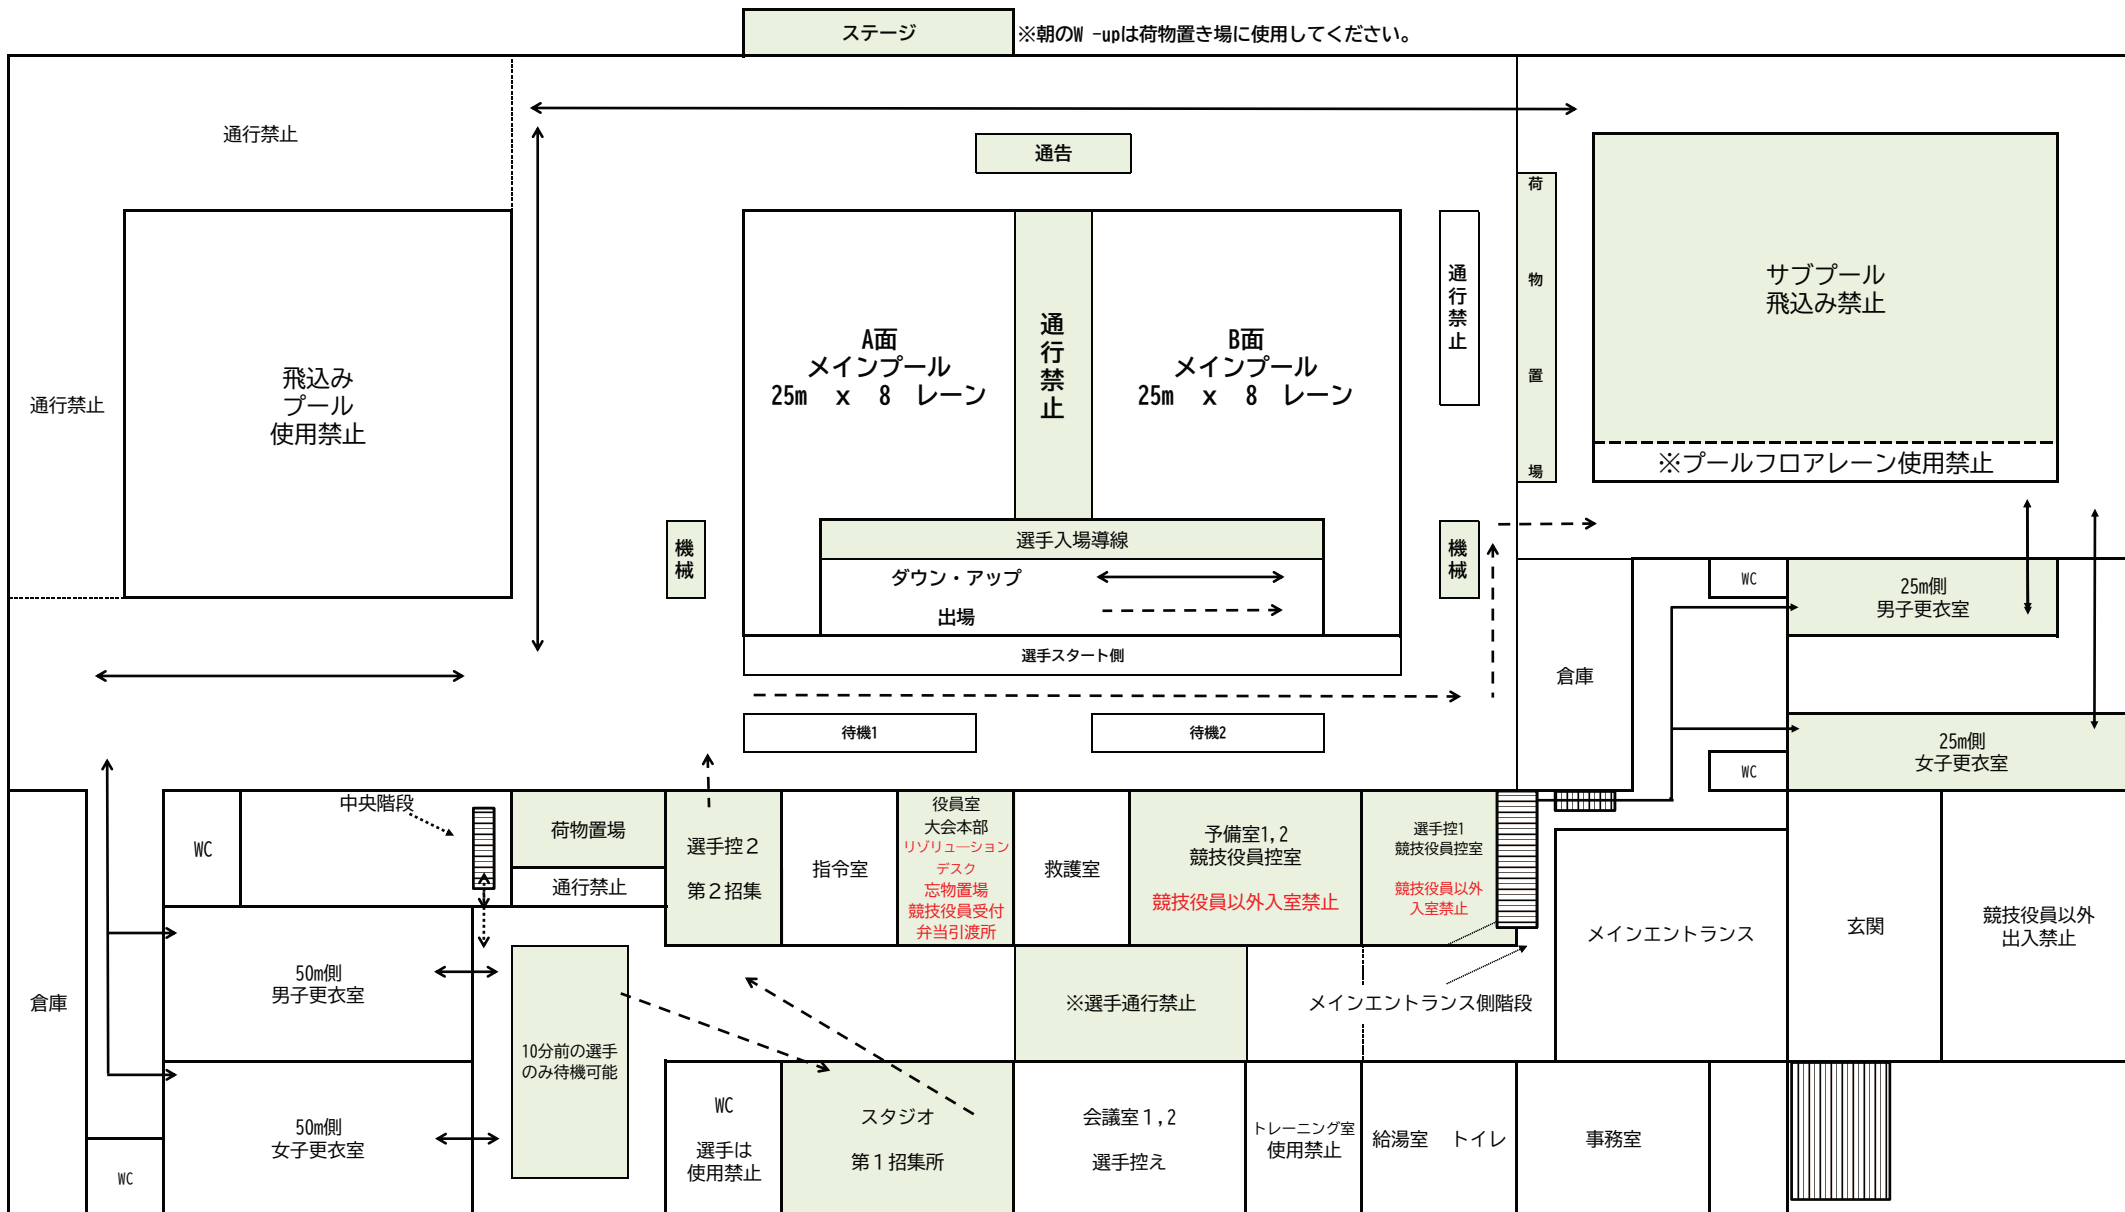 ステージ
※朝のW -upは荷物置き場に使用してください。
通行禁止
通告
荷
物
置
場
サブプール
飛込み禁止
※プールフロアレーン使用禁止
通行禁止
飛込み
プール
使用禁止
A面
メインプール
25m x 8 レーン
通
行
禁
止
B面
メインプール
25m x 8 レーン
通
行
禁
止
機
械
選手入場導線
ダウン・アップ
出場
選手スタート側
機
械
待機1
待機2
倉庫
WC
25m側
男子更衣室
25m側
女子更衣室
WC
中央階段
WC
荷物置場
通行禁止
選手控２
第２招集
指令室
役員室
大会本部
リゾリューション
デスク
忘物置場
競技役員受付
弁当引渡所
救護室
予備室1,2
競技役員控室
競技役員以外入室禁止
選手控1
競技役員控室
競技役員以外
入室禁止
メインエントランス
玄関
競技役員以外
出入禁止
倉庫
50m側
男子更衣室
50m側
女子更衣室
WC
10分前の選手
のみ待機可能
※選手通行禁止
メインエントランス側階段
WC
選手は
使用禁止
スタジオ
第１招集所
会議室１,２
選手控え
トレーニング室
使用禁止
給湯室 トイレ
事務室